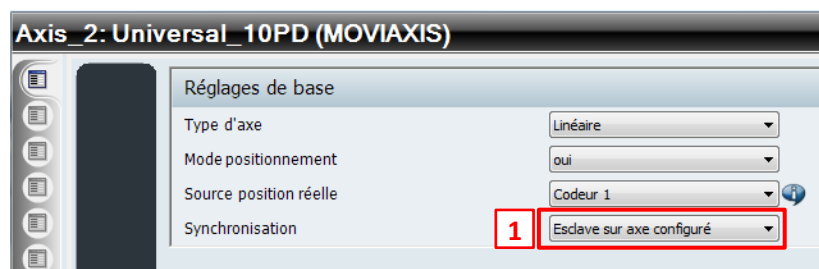 Axis_2: Universal_10PD (MOVIAXIS)
Réglages de base
Type d'axe Linéaire
Mode positionnement oui
Source position réelle Codeur 1
Synchronisation 1 Esclave sur axe configuré